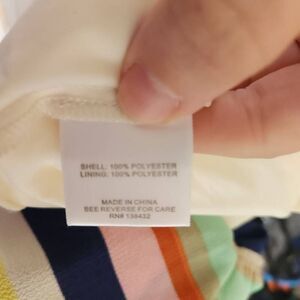 SHELL: 100% POLYESTER
LINING: 100% POLYESTER
MADE IN CHINA
SEE REVERSE FOR CARE
RN# 138432